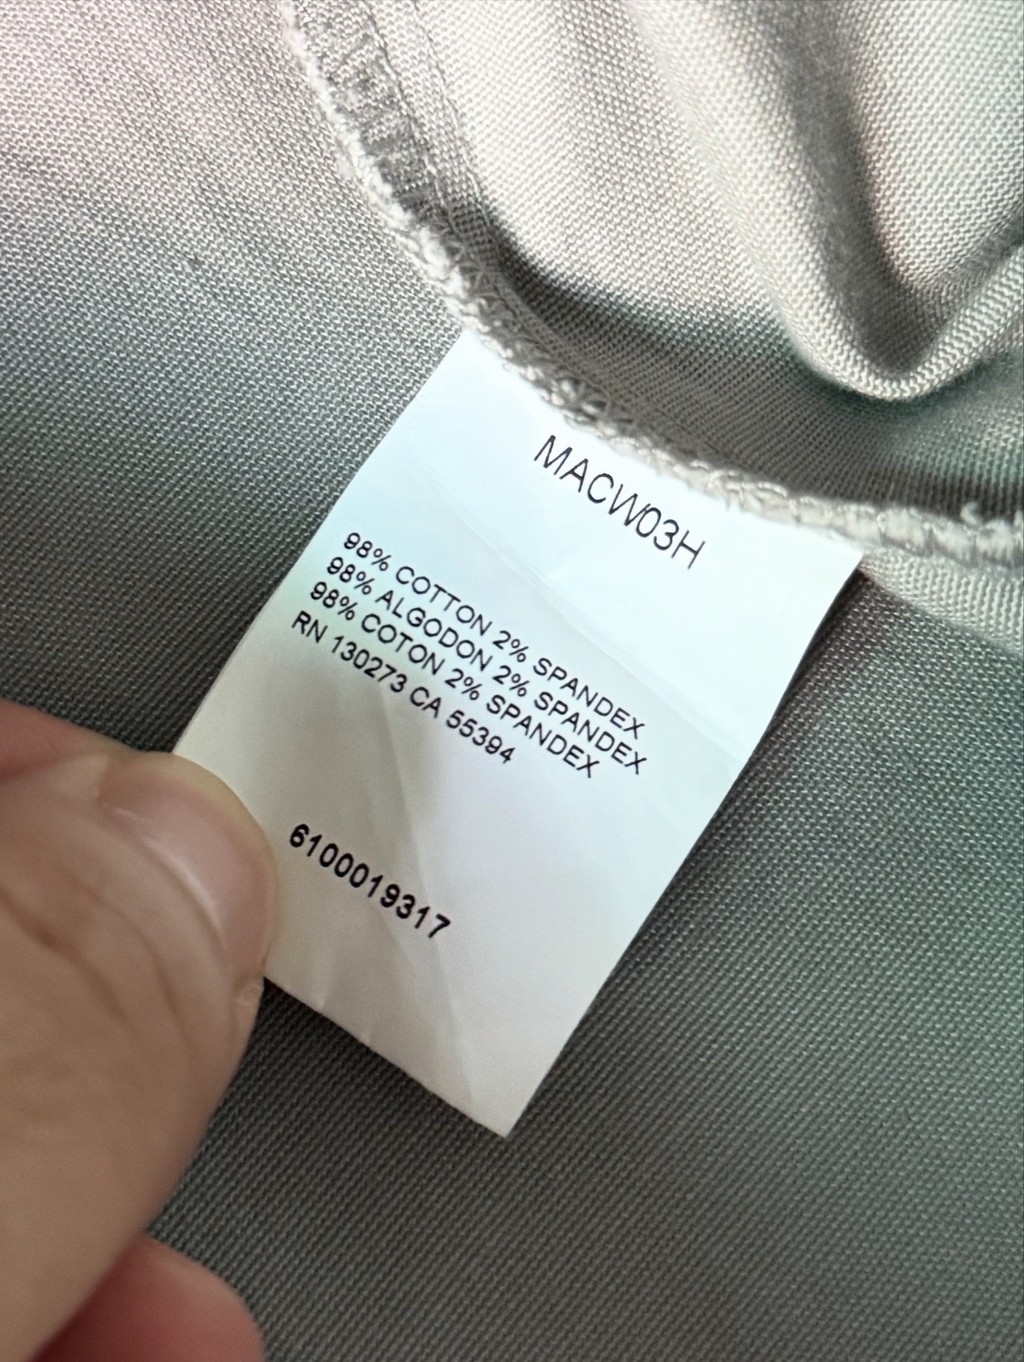 MACW03H
98% COTTON 2% SPANDEX
98% ALGODON 2% SPANDEX
98% COTON 2% SPANDEX
RN 130273 CA 55394
6100019317